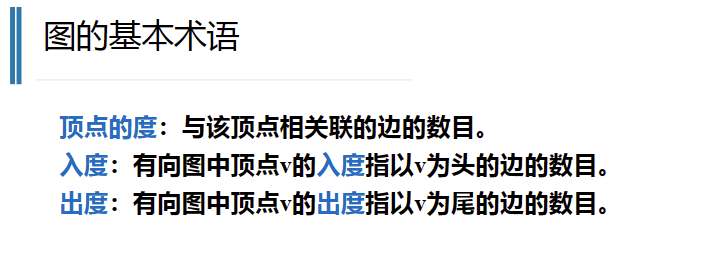 图的基本术语
顶点的度：与该顶点相关联的边的数目。
入度：有向图中顶点v的入度指以v为头的边的数目。
出度：有向图中顶点v的出度指以v为尾的边的数目。